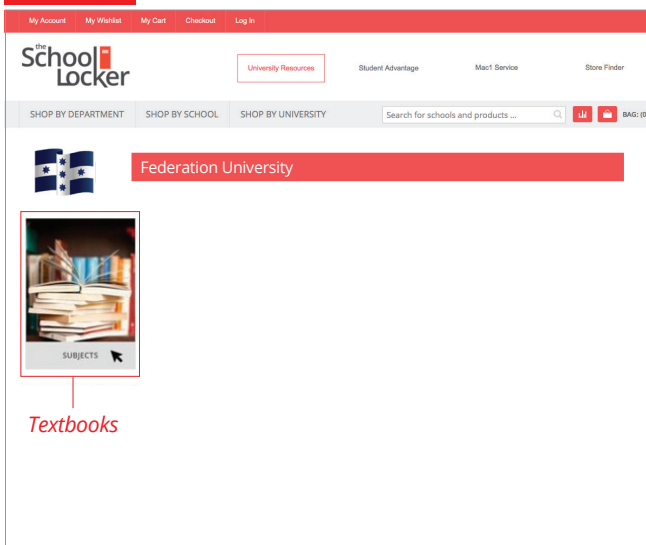 My Account My Wishlist My Cart Checkout Log In
the
School
Locker
University Resources Student Advantage Mac1 Service Store Finder
SHOP BY DEPARTMENT SHOP BY SCHOOL SHOP BY UNIVERSITY Search for schools and products ... BAG: (0
Federation University
SUBJECTS
Textbooks